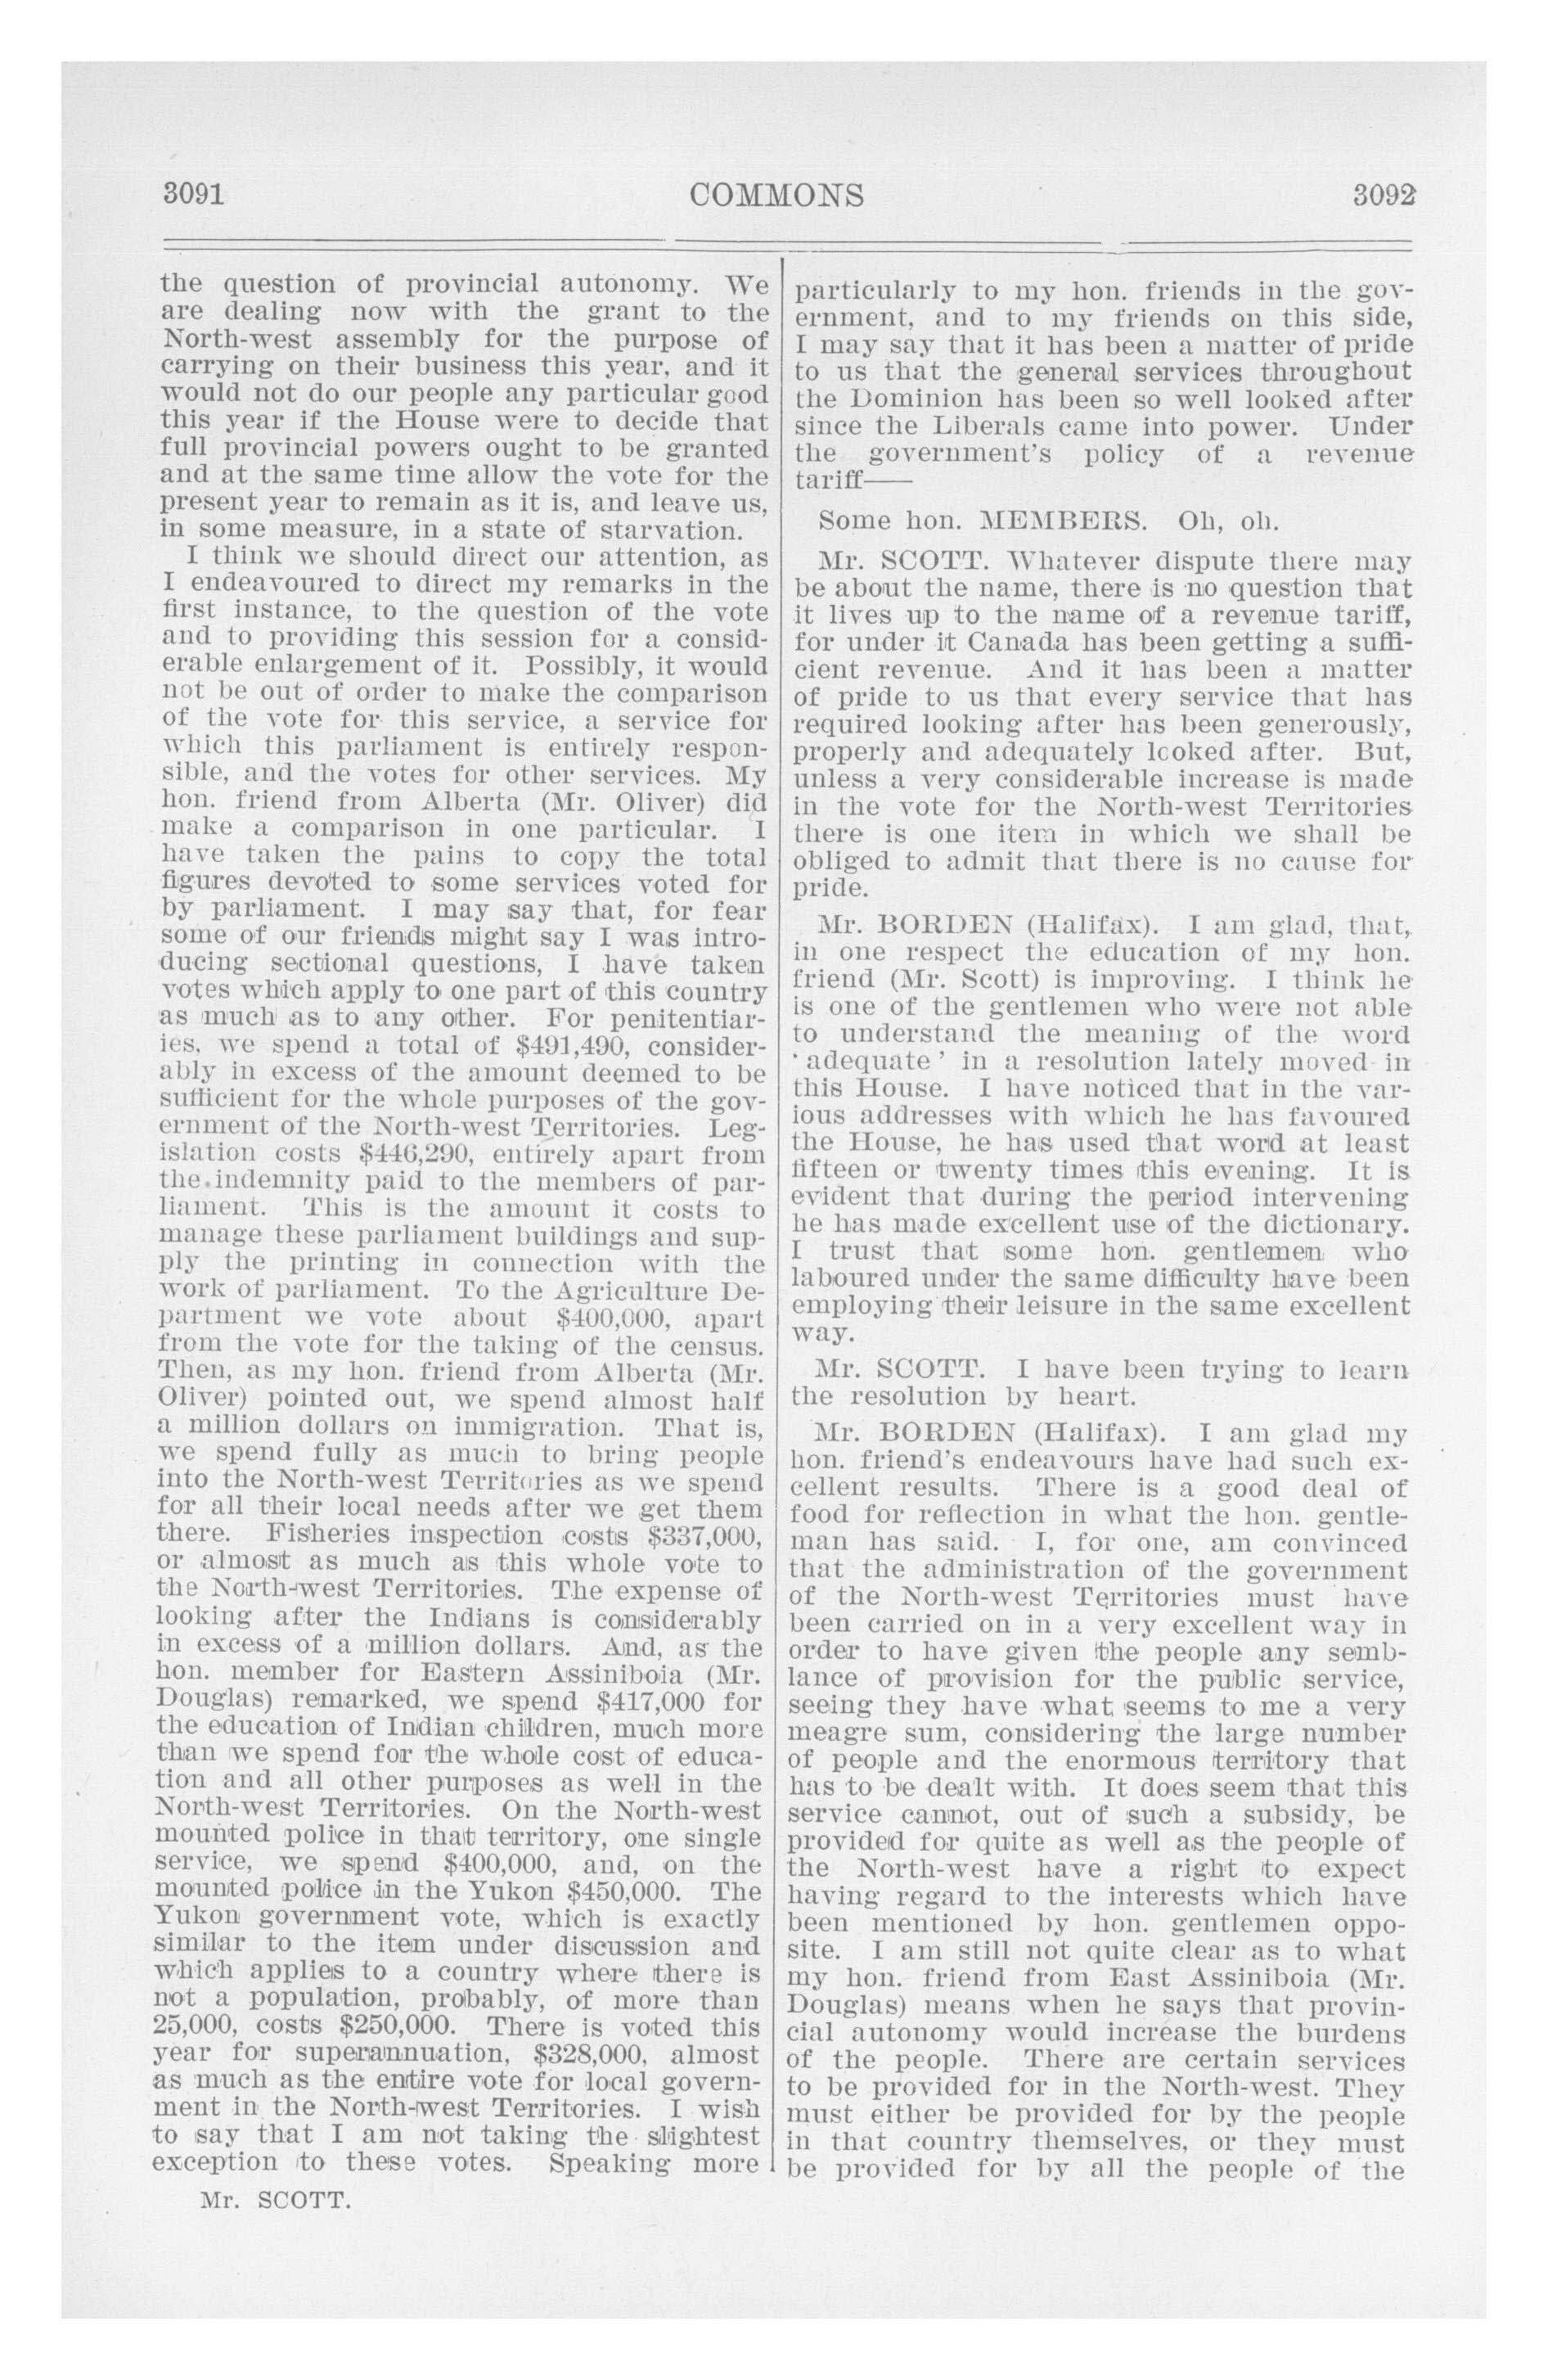 3091
COMMONS
3092
the question of provincial autonomy. We
are dealing now with the grant to the
North-west assembly for the purpose of
carrying on their business this year, and it
would not do our people any particular good
this year if the House were to decide that
full provincial powers ought to be granted
and at the same time allow the vote for the
present year to remain as it is, and leave us,
in some measure, in a state of starvation.
I think we should direct our attention, as
I endeavoured to direct my remarks in the
first instance, to the question of the vote
and to providing this session for a consid-
erable enlargement of it. Possibly, it would
not be out of order to make the comparison
of the vote for this service, a service for
which this parliament is entirely respon-
sible, and the votes for other services. My
hon. friend from Alberta (Mr. Oliver) did
make a comparison in one particular. I
have taken the pains to copy the total
figures devoted to some services voted for
by parliament. I may say that, for fear
some of our friends might say I was intro-
ducing sectional questions, I have taken
votes which apply to one part of this country
as much as to any other. For penitentiar-
ies, we spend a total of $491,490, consider-
ably in excess of the amount deemed to be
sufficient for the whole purposes of the gov-
ernment of the North-west Territories. Leg-
islation costs $446,290, entirely apart from
the indemnity paid to the members of par-
liament. This is the amount it costs to
manage these parliament buildings and sup-
ply the printing in connection with the
work of parliament. To the Agriculture De-
partment we vote about $400,000, apart
from the vote for the taking of the census.
Then, as my hon. friend from Alberta (Mr.
Oliver) pointed out, we spend almost half
a million dollars on immigration. That is,
we spend fully as much to bring people
into the North-west Territories as we spend
for all their local needs after we get them
there. Fisheries inspection costs $337,000,
or almost as much as this whole vote to
the North-west Territories. The expense of
looking after the Indians is considerably
in excess of a million dollars. And, as the
hon. member for Eastern Assiniboia (Mr.
Douglas) remarked, we spend $417,000 for
the education of Indian children, much more
than we spend for the whole cost of educa-
tion and all other purposes as well in the
North-west Territories. On the North-west
mounted police in that territory, one single
service, we spend $400,000, and, on the
mounted police in the Yukon $450,000. The
Yukon government vote, which is exactly
similar to the item under discussion and
which applies to a country where there is
not a population, probably, of more than
25,000, costs $250,000. There is voted this
year for superannuation, $328,000, almost
as much as the entire vote for local govern-
ment in the North-west Territories. I wish
to say that I am not taking the slightest
exception to these votes. Speaking more
Mr. SCOTT.
particularly to my hon. friends in the gov-
ernment, and to my friends on this side,
I may say that it has been a matter of pride
to us that the general services throughout
the Dominion has been so well looked after
since the Liberals came into power. Under
the government's policy of a revenue
tariff——
Some hon. MEMBERS. Oh, oh.
Mr. SCOTT. Whatever dispute there may
be about the name, there is no question that
it lives up to the name of a revenue tariff,
for under it Canada has been getting a suffi-
cient revenue. And it has been a matter
of pride to us that every service that has
required looking after has been generously,
properly and adequately looked after. But,
unless a very considerable increase is made
in the vote for the North-west Territories
there is one item in which we shall be
obliged to admit that there is no cause for
pride.
Mr. BORDEN (Halifax). I am glad, that,
in one respect the education of my hon.
friend (Mr. Scott) is improving. I think he
is one of the gentlemen who were not able
to understand the meaning of the word
' adequate ' in a resolution lately moved in
this House. I have noticed that in the var-
ious addresses with which he has favoured
the House, he has used that word at least
fifteen or twenty times this evening. It is
evident that during the period intervening
he has made excellent use of the dictionary.
I trust that some hon. gentlemen who
laboured under the same difficulty have been
employing their leisure in the same excellent
way.
Mr. SCOTT. I have been trying to learn
the resolution by heart.
Mr. BORDEN (Halifax). I am glad my
hon. friend's endeavours have had such ex-
cellent results. There is a good deal of
food for reflection in what the hon. gentle-
man has said. I, for one, am convinced
that the administration of the government
of the North-west Territories must have
been carried on in a very excellent way in
order to have given the people any semb-
lance of provision for the public service,
seeing they have what seems to me a very
meagre sum, considering the large number
of people and the enormous territory that
has to be dealt with. It does seem that this
service cannot, out of such a subsidy, be
provided for quite as well as the people of
the North-west have a right to expect
having regard to the interests which have
been mentioned by hon. gentlemen oppo-
site. I am still not quite clear as to what
my hon. friend from East Assiniboia (Mr.
Douglas) means when he says that provin-
cial autonomy would increase the burdens
of the people. There are certain services
to be provided for in the North-west. They
must either be provided for by the people
in that country themselves, or they must
be provided for by all the people of the